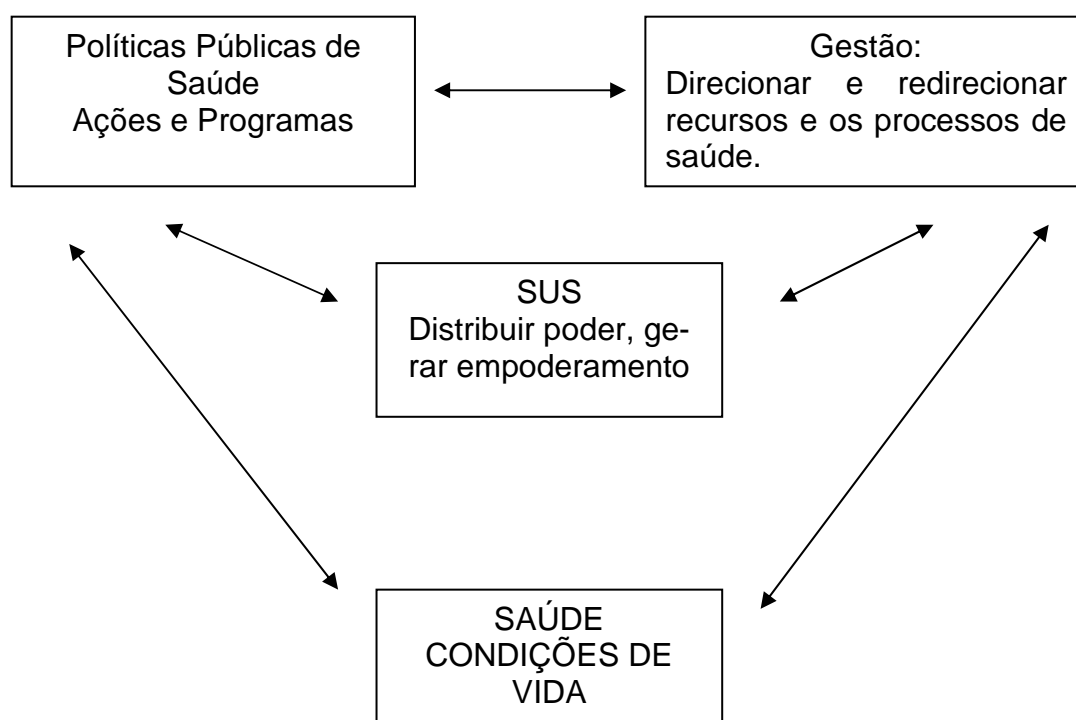 Políticas Públicas de
Saúde
Ações e Programas
Gestão:
Direcionar e redirecionar
recursos e os processos de
saúde.
SUS
Distribuir poder, ge-
rar empoderamento
SAÚDE
CONDIÇÕES DE
VIDA